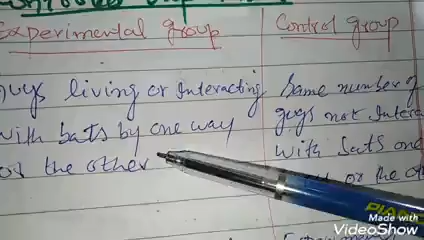 Experimental group
Control group
guys living or Interacting
with bats by one way
or the other
Same number of
guys not
with bats one
or the
Made with
VideoShow